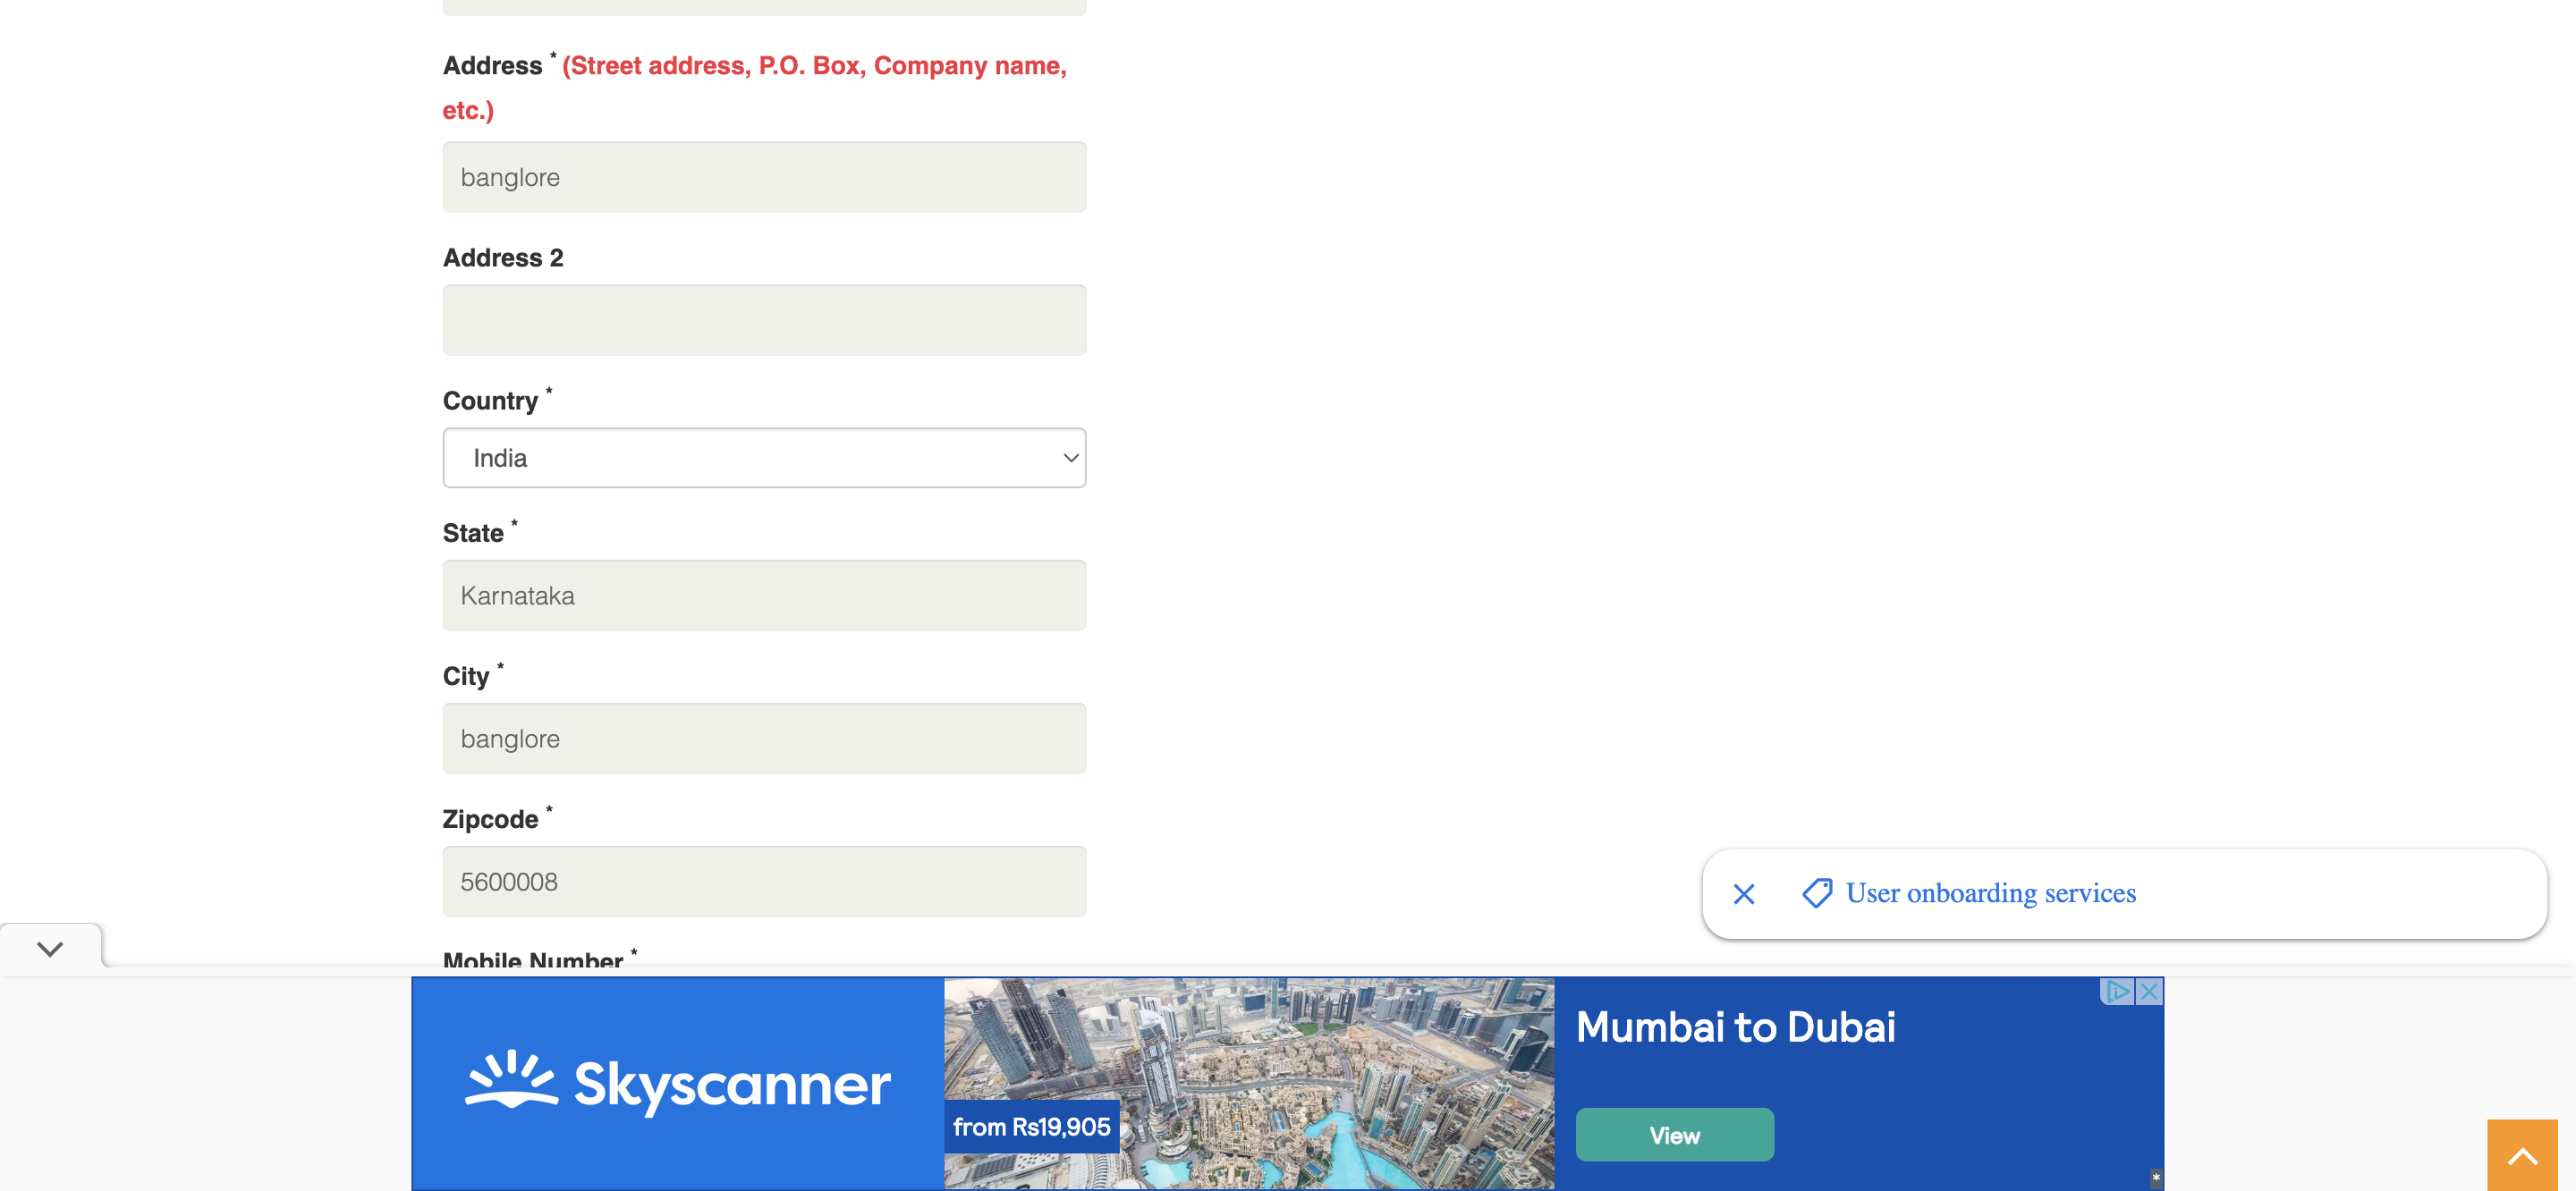 Address * (Street address, P.O. Box, Company name,
etc.)
banglore
Address 2
Country *
India
State *
Karnataka
City *
banglore
Zipcode *
5600008
User onboarding services
Mobile Number *
Skyscanner
from Rs19,905
Mumbai to Dubai
View